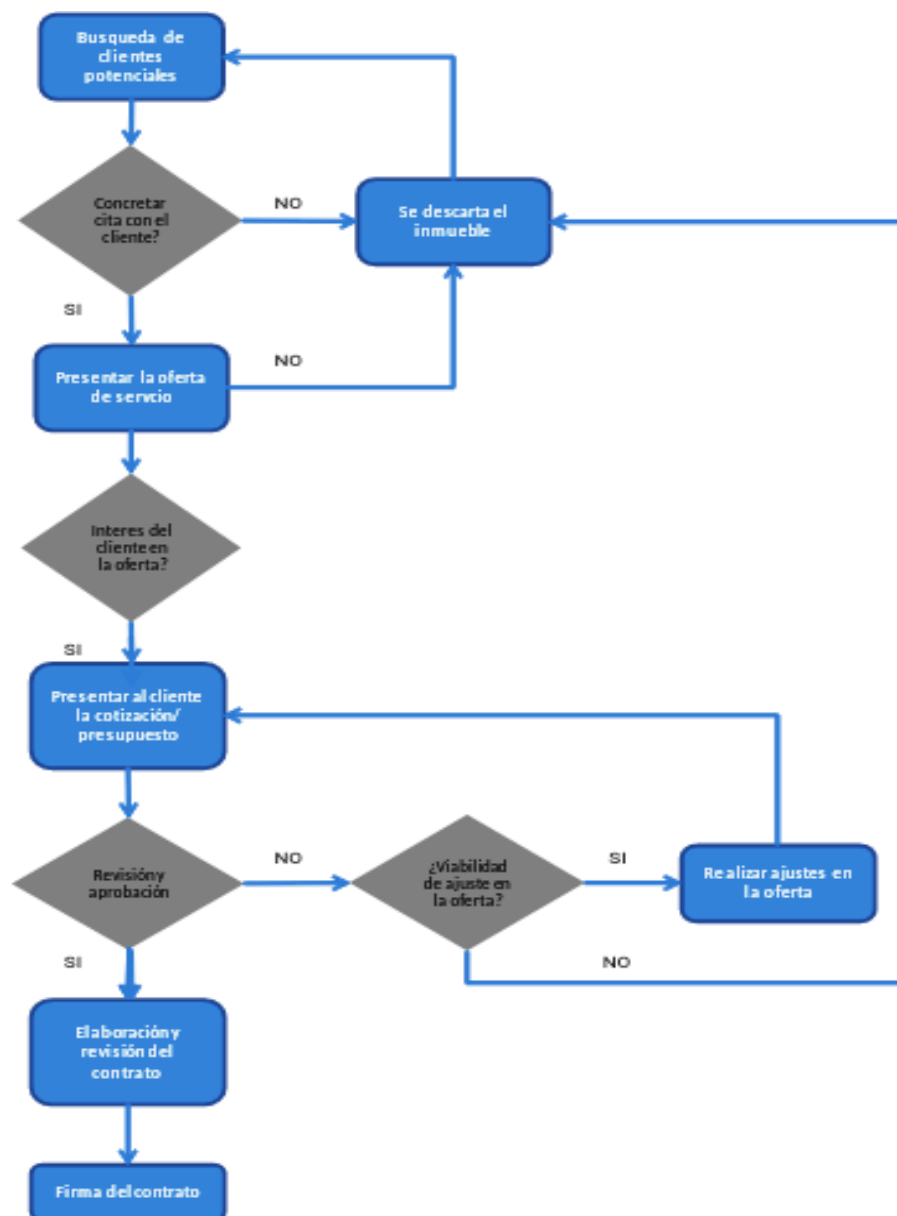 Busqueda de
clientes
potenciales
Concretar
cita con el
cliente?
NO
Se descarta el
inmueble
SI
Presentar la oferta
de servcio
NO
Interes del
cliente en
la oferta?
SI
Presentar al cliente
la cotización/
presupuesto
Revisión y
aprobación
NO
¿Viabilidad
de ajuste en
la oferta?
SI
Realizar ajustes en
la oferta
SI
NO
Elaboración y
revisión del
contrato
Firma del contrato